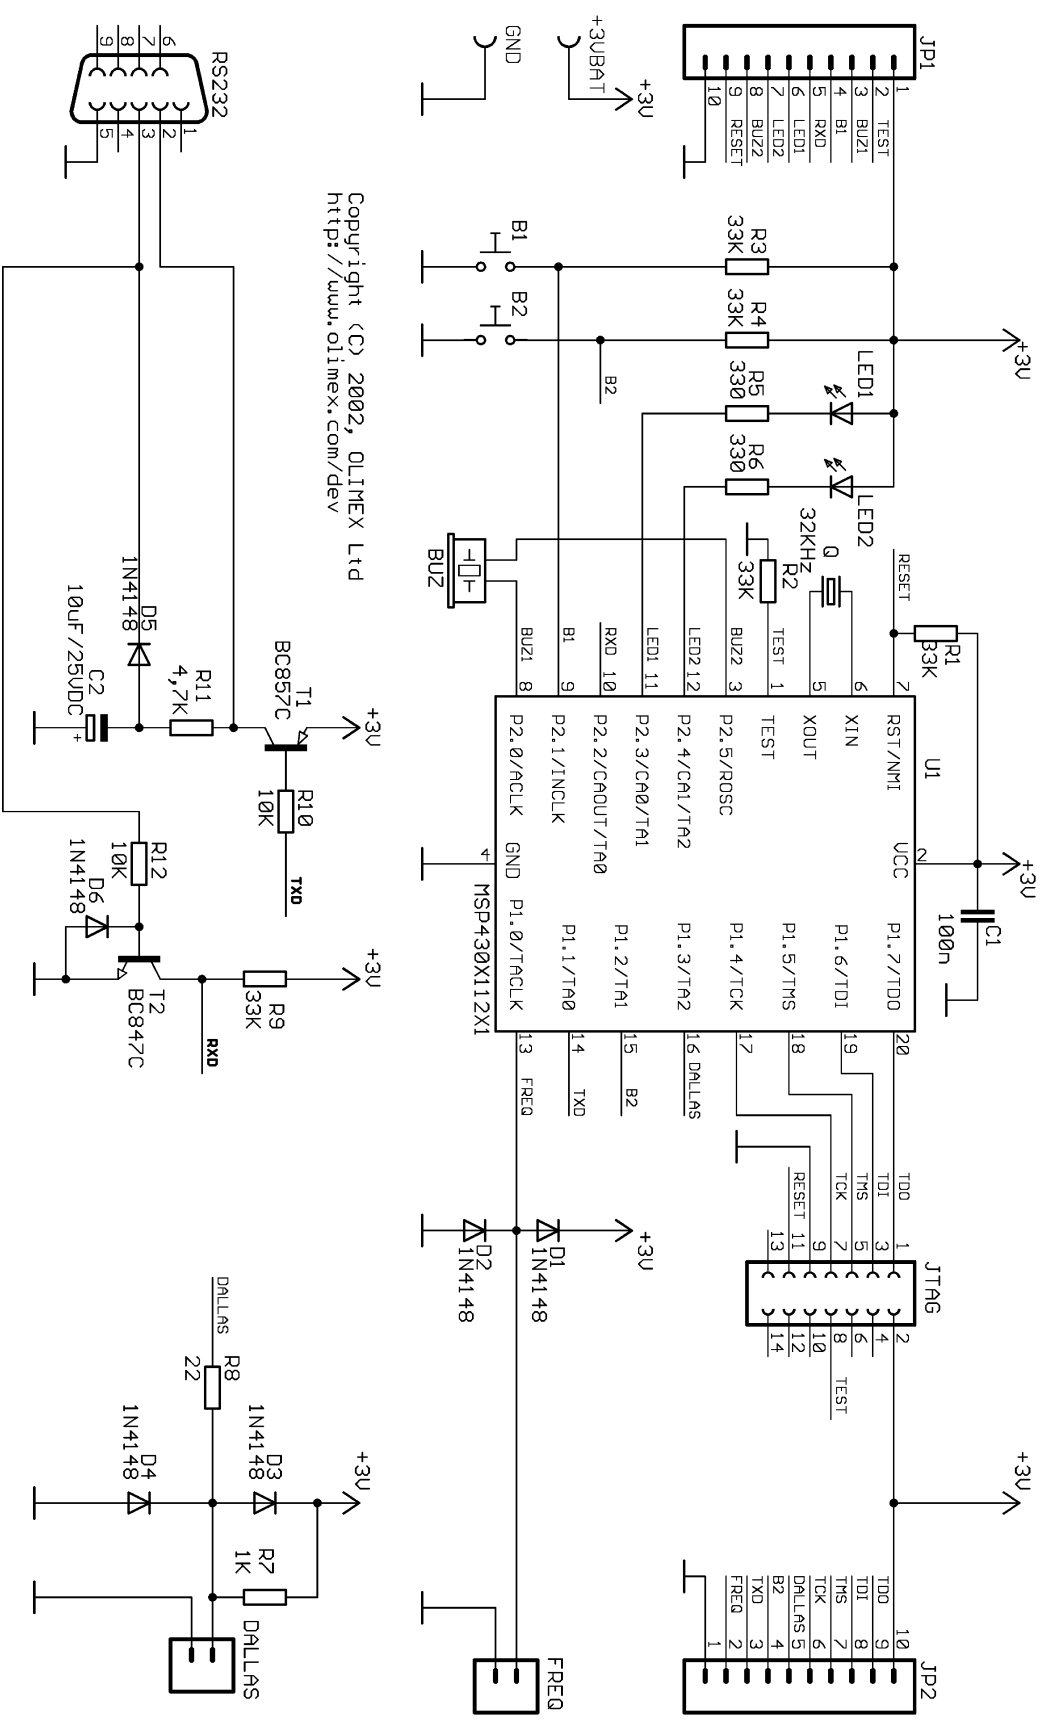 JP1
1
2
3
4
5
6
7
8
9
10
TEST
BUZ1
B1
RXD
LED1
LED2
BUZ2
RESET
+3VBAT
+3V
GND
RS232
1
2
3
4
5
6
7
8
9
+3V
R3
33K
R4
33K
R5
330
R6
330
LED1
LED2
B1
B2
B2
Copyright (C) 2002, OLIMEX Ltd
http://www.olimex.com/dev
BUZ
R2
33K
Q
32KHz
RESET
R1
33K
+3V
C1
100n
U1
MSP430X112X1
RST/NMI
XIN
XOUT
TEST
P2.5/ROSC
P2.4/CA1/TA2
P2.3/CA0/TA1
P2.2/CAOUT/TA0
P2.1/INCLK
P2.0/ACLK
VCC
GND
P1.7/TDO
P1.6/TDI
P1.5/TMS
P1.4/TCK
P1.3/TA2
P1.2/TA1
P1.1/TA0
P1.0/TACLK
7
6
5
TEST 1
BUZ2 3
LED2 12
LED1 11
RXD 10
B1 9
BUZ1 8
2
4
20
19
18
17
16 DALLAS
15 B2
14 TXD
13 FREQ
D5
1N4148
C2
10uF/25VDC
+
R11
4,7K
T1
BC857C
+3V
R10
10K
TXD
R12
10K
D6
1N4148
T2
BC847C
R9
33K
+3V
RXD
+3V
D1
1N4148
D2
1N4148
JTAG
TDO 1
TDI 3
TMS 5
TCK 7
9
RESET 11
13
2
4
6
8 TEST
10
12
14
+3V
DALLAS
R8
22
D3
1N4148
D4
1N4148
+3V
R7
1K
DALLAS
FREQ
JP2
10
TDO 9
TDI 8
TMS 7
TCK 6
DALLAS 5
B2 4
TXD 3
FREQ 2
1